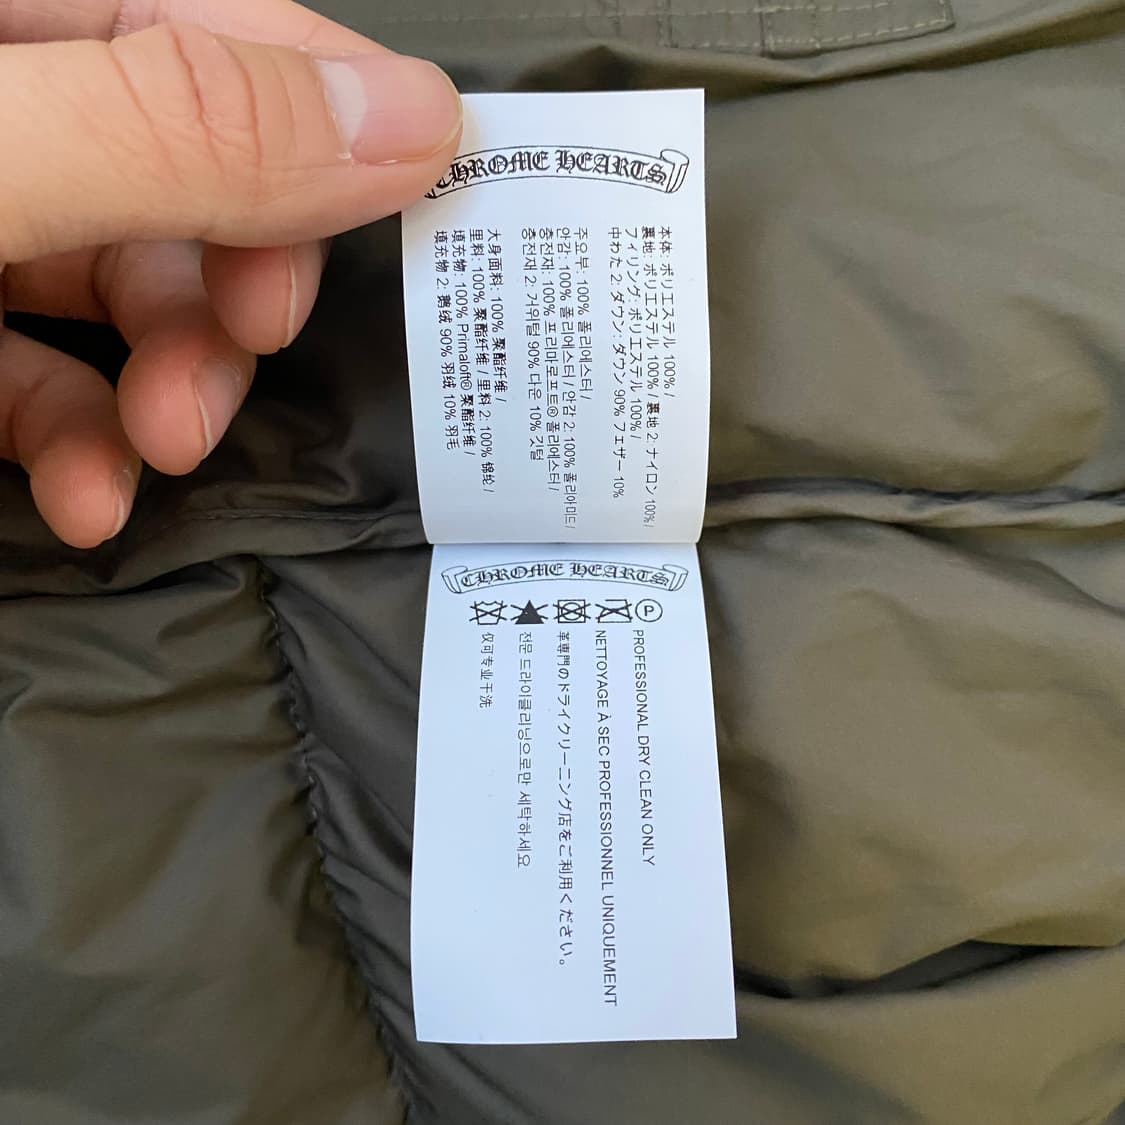 CHROME HEARTS
本体: ポリエステル 100% /
裏地: ポリエステル 100% / 裏地 2: ナイロン 100% /
フィリング: ポリエステル 100% /
中わた 2: ダウン: ダウン 90% フェザー 10%
주요부: 100% 폴리에스터 /
안감: 100% 폴리에스터 / 안감 2: 100% 폴리아미드 /
충전재: 100% 프리마로프트® 폴리에스터 /
충전재 2: 거위털 90% 다운 10% 깃털
大身面料: 100% 聚酯纤维 /
里料: 100% 聚酯纤维 / 里料 2: 100% 锦纶 /
填充物: 100% Primaloft® 聚酯纤维 /
填充物 2: 鹅绒 90% 羽绒 10% 羽毛
CHROME HEARTS
P
PROFESSIONAL DRY CLEAN ONLY
NETTOYAGE À SEC PROFESSIONNEL UNIQUEMENT
革専門のドライクリーニング店をご利用ください。
전문 드라이클리닝으로만 세탁하세요
仅可专业干洗